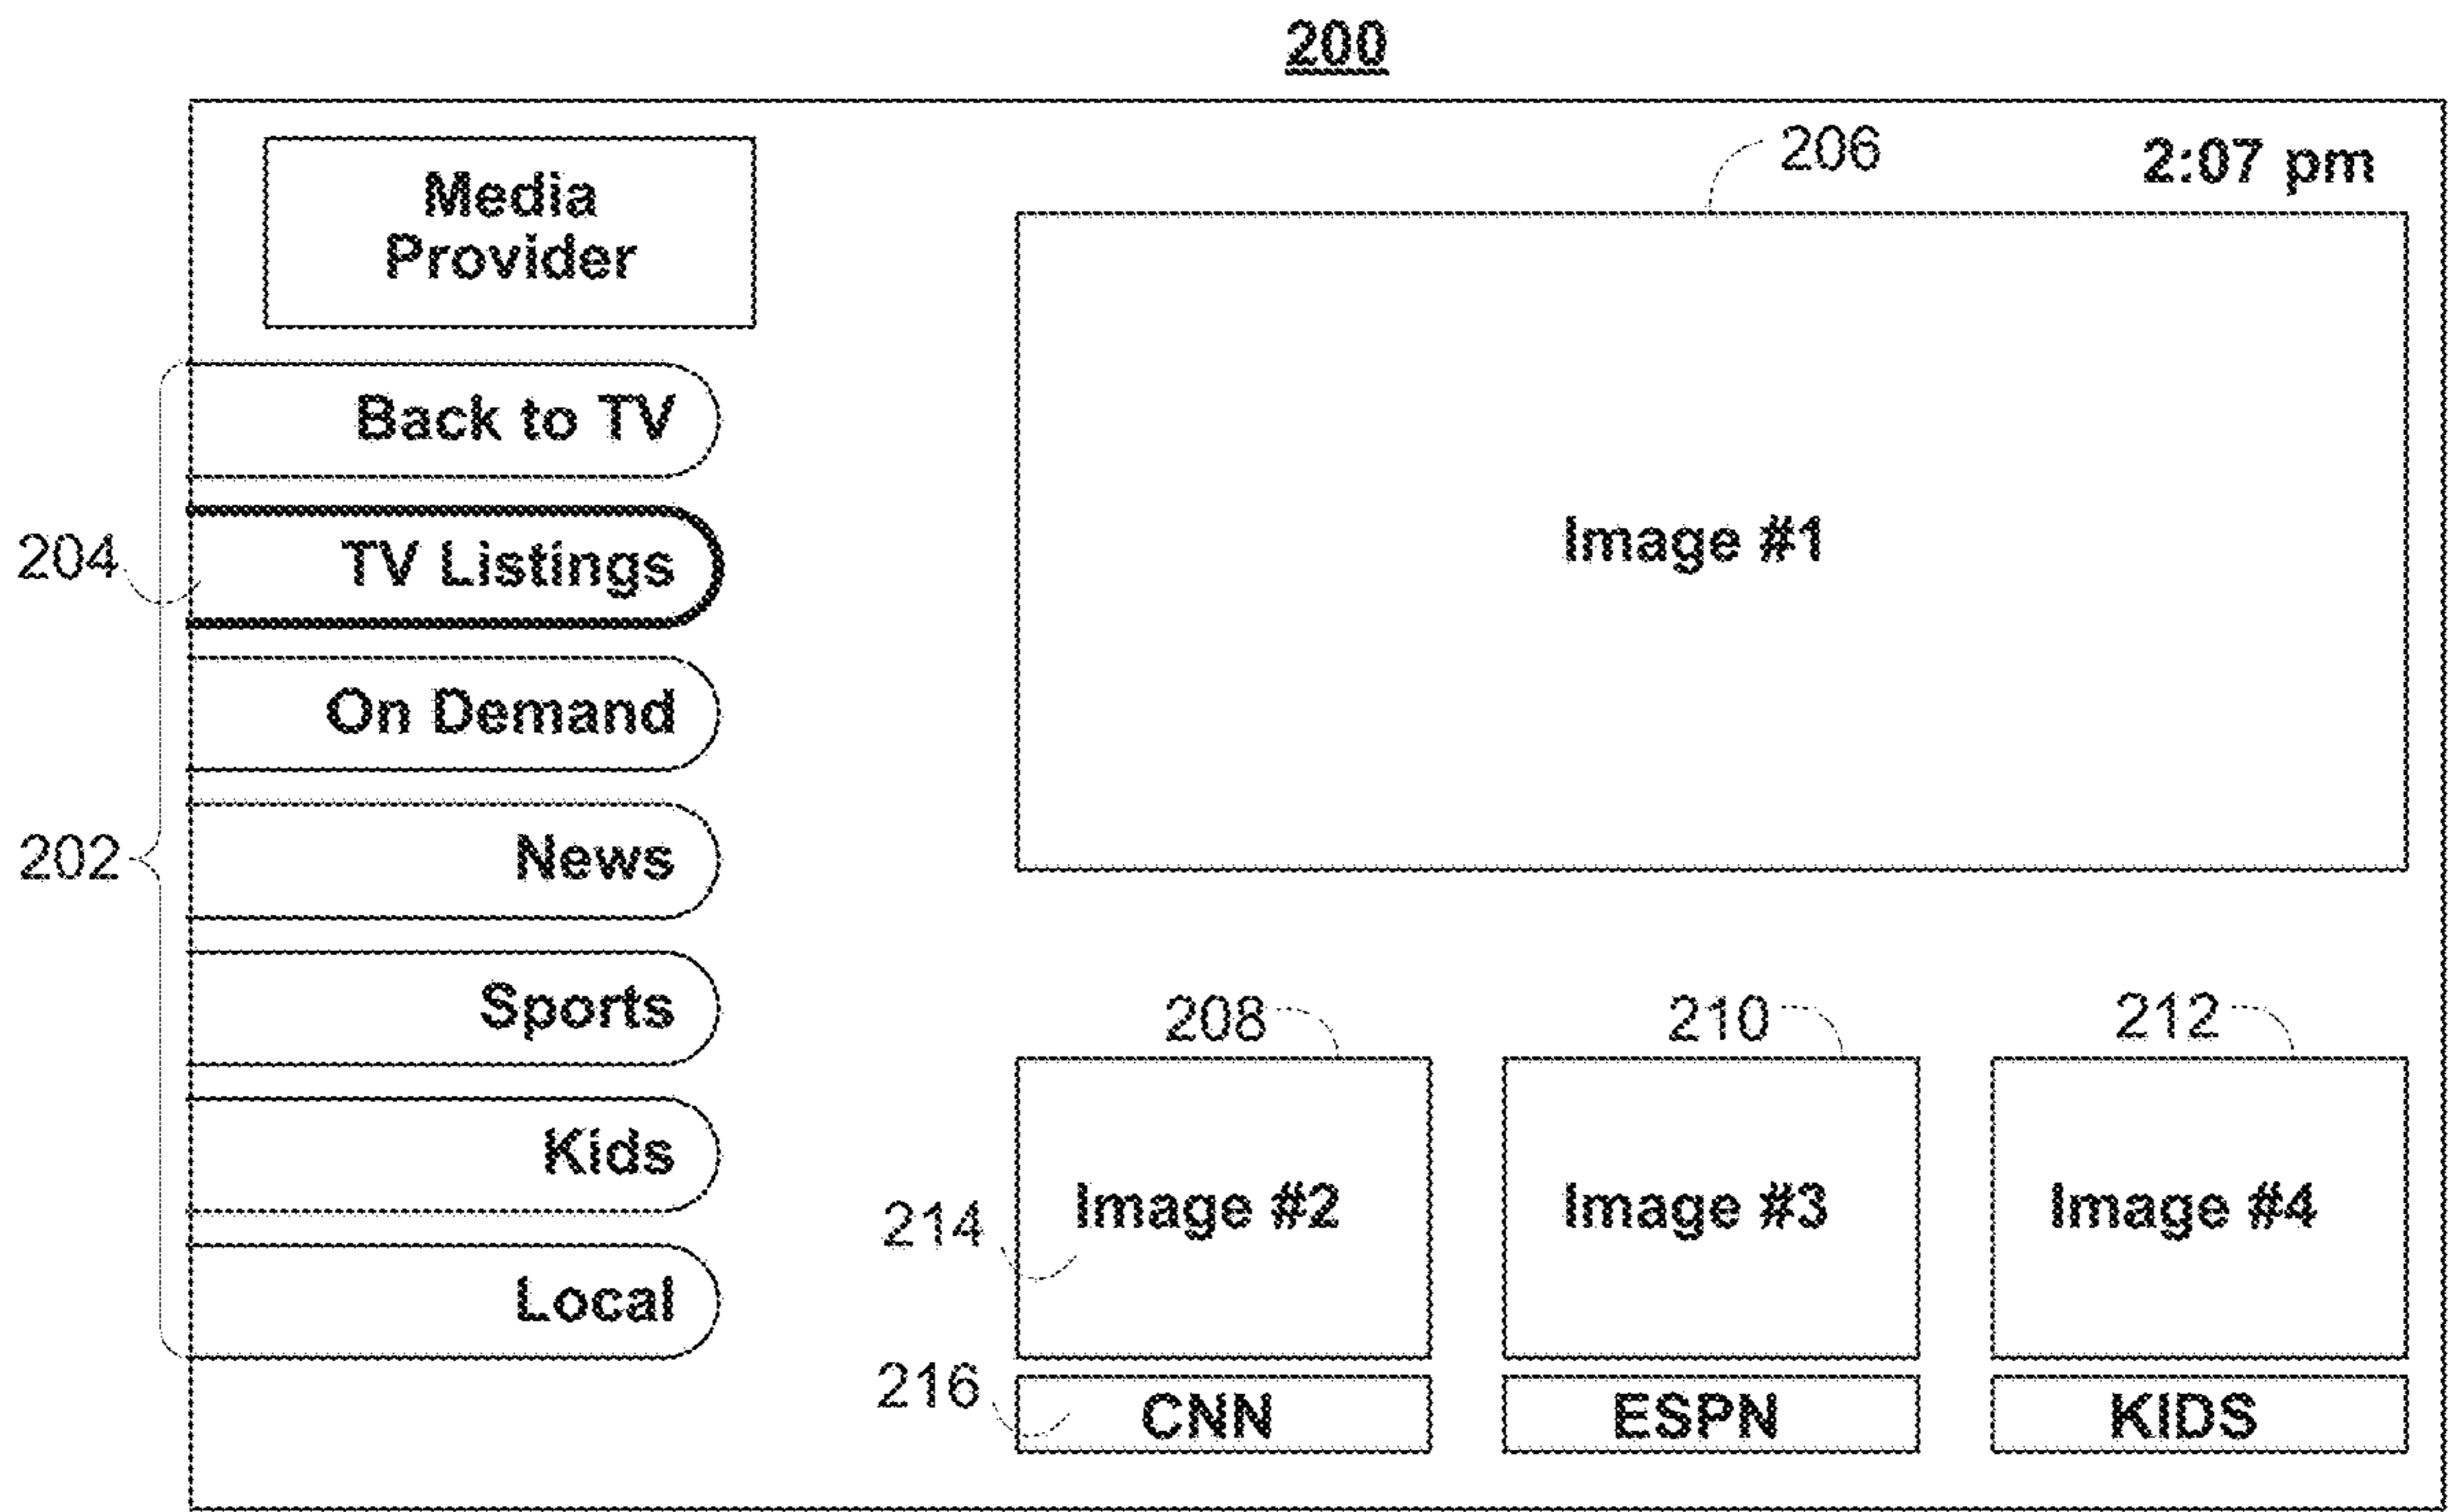 200
206
2:07 pm
Media
Provider
Back to TV
204
TV Listings
Image #1
On Demand
202
News
Sports
208
210
212
Kids
214
Image #2
Image #3
Image #4
Local
216
CNN
ESPN
KIDS